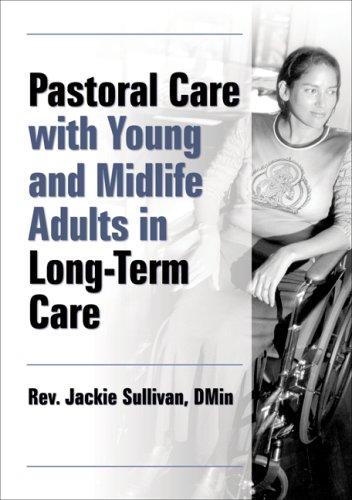 Pastoral Care
with Young
and Midlife
Adults in
Long-Term
Care
Rev. Jackie Sullivan, DMin